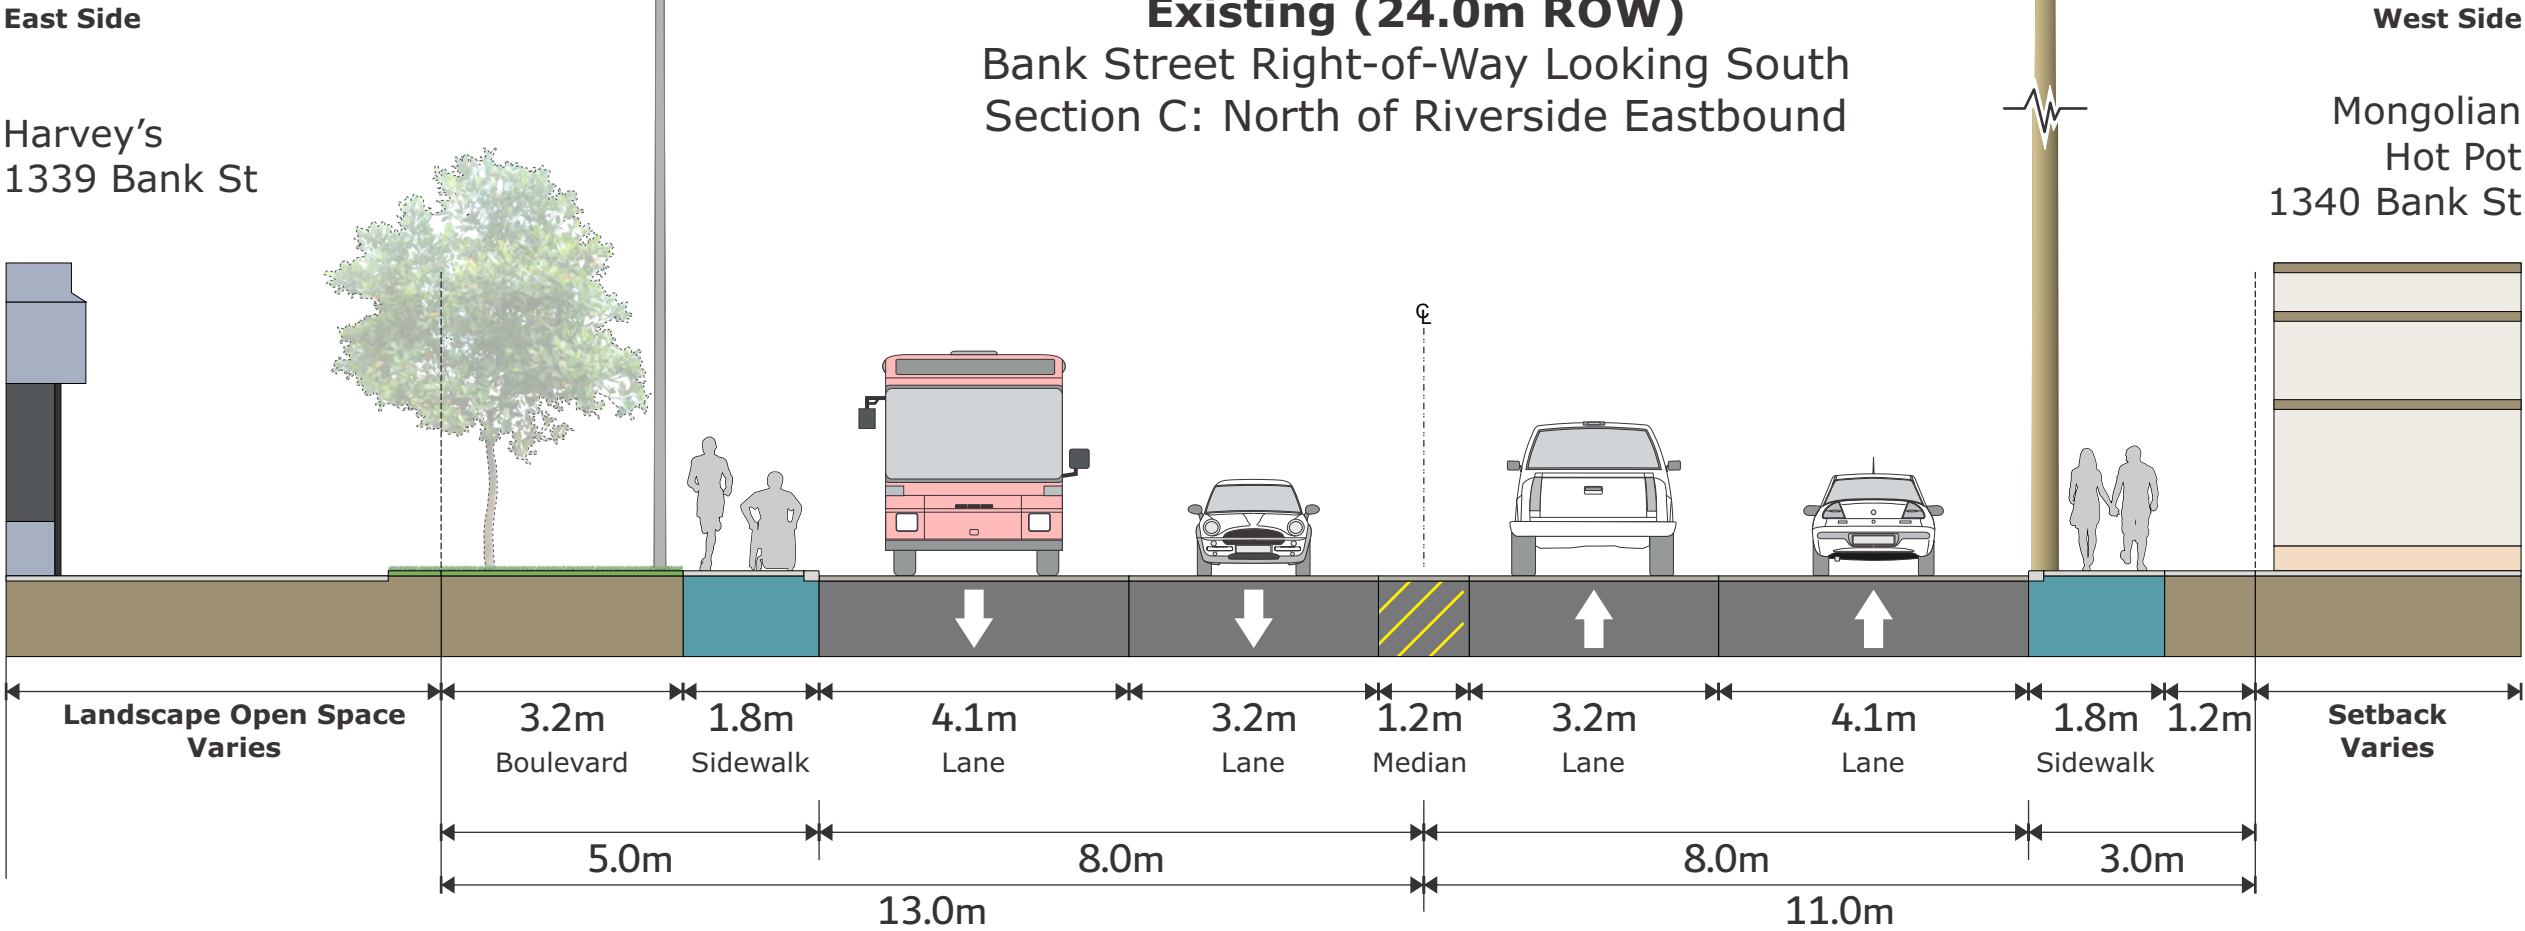 East Side
Existing (24.0m ROW)
West Side
Bank Street Right-of-Way Looking South
Section C: North of Riverside Eastbound
Harvey’s
1339 Bank St
Mongolian
Hot Pot
1340 Bank St
℄
Landscape Open Space
Varies
3.2m
Boulevard
1.8m
Sidewalk
4.1m
Lane
3.2m
Lane
1.2m
Median
3.2m
Lane
4.1m
Lane
1.8m
Sidewalk
1.2m
Setback
Varies
5.0m
8.0m
8.0m
3.0m
13.0m
11.0m